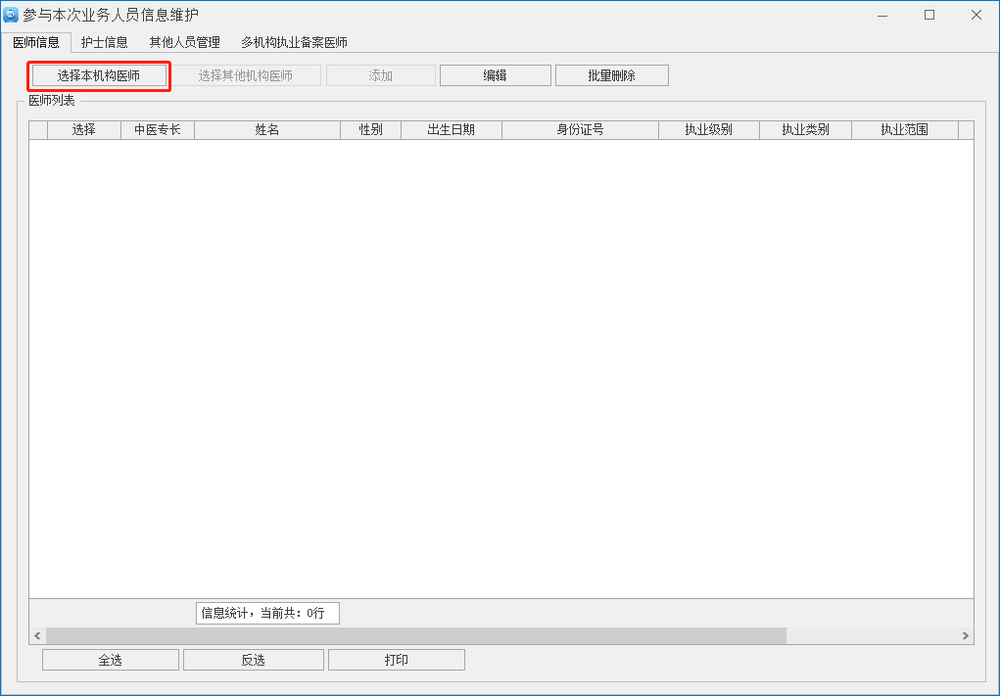 参与本次业务人员信息维护
医师信息 护士信息 其他人员管理 多机构执业备案医师
选择本机构医师 选择其他机构医师 添加 编辑 批量删除
医师列表
选择 中医专长 姓名 性别 出生日期 身份证号 执业级别 执业类别 执业范围
信息统计，当前共：0行
全选 反选 打印